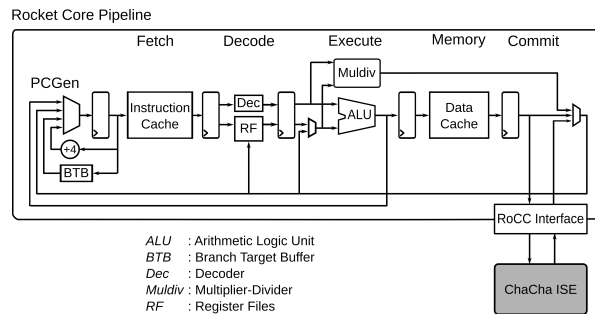 Rocket Core Pipeline
Fetch Decode Execute Memory Commit
PCGen
Muldiv
Instruction
Cache
Dec
RF
ALU
Data
Cache
+4
BTB
RoCC Interface
ChaCha ISE
ALU : Arithmetic Logic Unit
BTB : Branch Target Buffer
Dec : Decoder
Muldiv : Multiplier-Divider
RF : Register Files